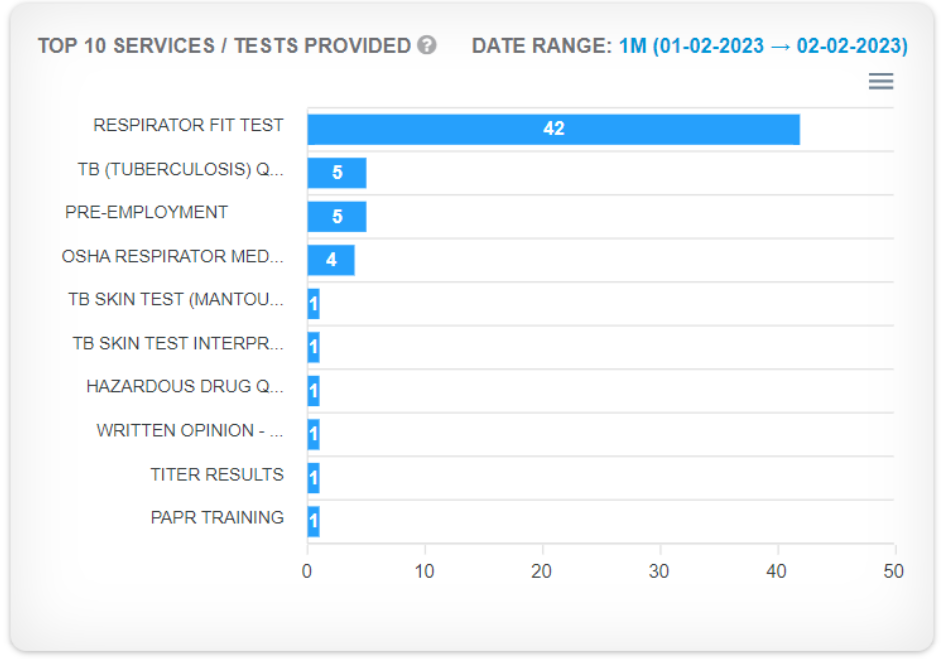 TOP 10 SERVICES / TESTS PROVIDED ? DATE RANGE: 1M (01-02-2023 → 02-02-2023)
RESPIRATOR FIT TEST 42
TB (TUBERCULOSIS) Q... 5
PRE-EMPLOYMENT 5
OSHA RESPIRATOR MED... 4
TB SKIN TEST (MANTOU... 1
TB SKIN TEST INTERPR... 1
HAZARDOUS DRUG Q... 1
WRITTEN OPINION - ... 1
TITER RESULTS 1
PAPR TRAINING 1
0 10 20 30 40 50